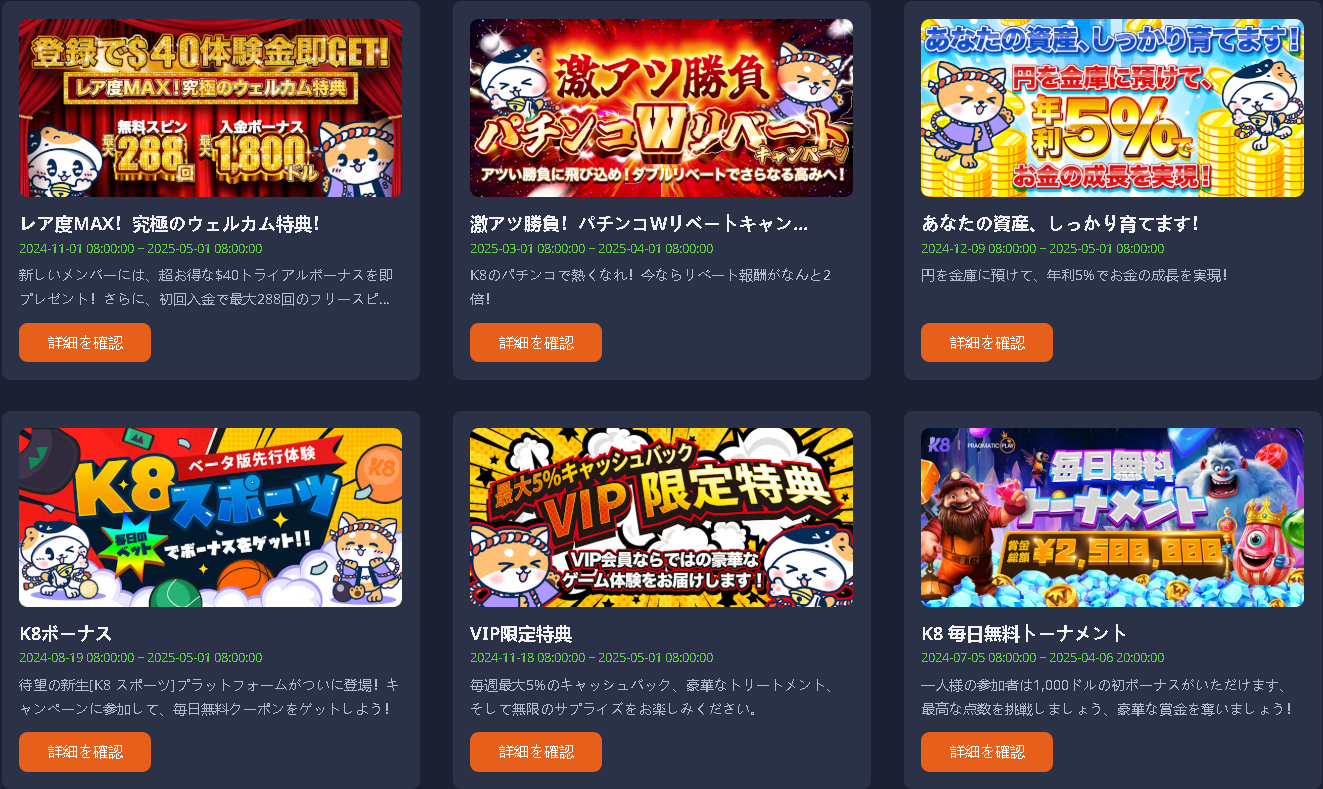 登録で$40体験金即GET!
レア度MAX!究極のウェルカム特典
無料スピン 入金ボーナス
最大288回 最大1,800ドル
レア度MAX！究極のウェルカム特典！
2024-11-01 08:00:00 – 2025-05-01 08:00:00
新しいメンバーには、超お得な$40トライアルボーナスを即
プレゼント！さらに、初回入金で最大288回のフリースピ...
詳細を確認
激アツ勝負
パチンコWリベート
キャンペーン
アツい勝負に飛び込め!ダブルリベートでさらなる高みへ!
激アツ勝負！パチンコWリベートキャン...
2025-03-01 08:00:00 – 2025-04-01 08:00:00
K8のパチンコで熱くなれ！今ならリベート報酬がなんと2
倍！
詳細を確認
あなたの資産、しっかり育てます!
円を金庫に預けて、
年利5%で
お金の成長を実現!
あなたの資産、しっかり育てます！
2024-12-09 08:00:00 – 2025-05-01 08:00:00
円を金庫に預けて、年利5%でお金の成長を実現！
詳細を確認
ベータ版先行体験
K8スポーツ
K8
毎日の
ベット
でボーナスをゲット!!
K8ボーナス
2024-08-19 08:00:00 – 2025-05-01 08:00:00
待望の新生[K8 スポーツ]プラットフォームがついに登場！キ
ャンペーンに参加して、毎日無料クーポンをゲットしよう！
詳細を確認
最大5%キャッシュバック
VIP限定特典
VIP会員ならではの豪華な
ゲーム体験をお届けします!
VIP限定特典
2024-11-18 08:00:00 – 2025-05-01 08:00:00
毎週最大5%のキャッシュバック、豪華なトリートメント、
そして無限のサプライズをお楽しみください。
詳細を確認
K8 PRAGMATIC PLAY
毎日無料
トーナメント
賞金総額¥2,500,000
K8 毎日無料トーナメント
2024-07-05 08:00:00 – 2025-04-06 20:00:00
一人様の参加者は1,000ドルの初ボーナスがいただけます、
最高な点数を挑戦しましょう、豪華な賞金を奪いましょう！
詳細を確認